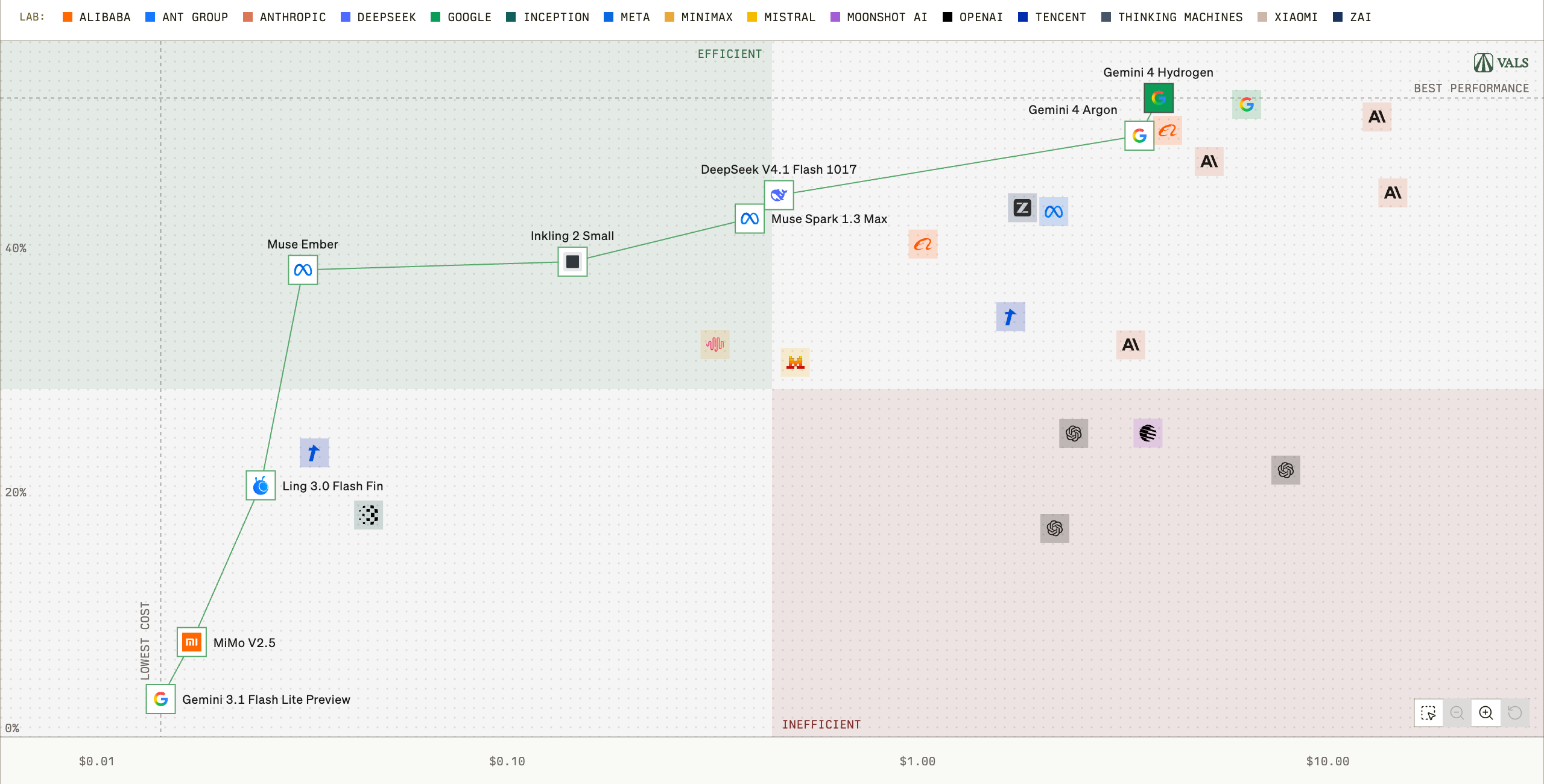 LAB: ALIBABA ANT GROUP ANTHROPIC DEEPSEEK GOOGLE INCEPTION META MINIMAX MISTRAL MOONSHOT AI OPENAI TENCENT THINKING MACHINES XIAOMI ZAI
EFFICIENT
VALS
Gemini 4 Hydrogen
BEST PERFORMANCE
Gemini 4 Argon
DeepSeek V4.1 Flash 1017
Muse Spark 1.3 Max
Inkling 2 Small
Muse Ember
40%
Ling 3.0 Flash Fin
20%
LOWEST COST
MiMo V2.5
Gemini 3.1 Flash Lite Preview
0%
INEFFICIENT
$0.01 $0.10 $1.00 $10.00